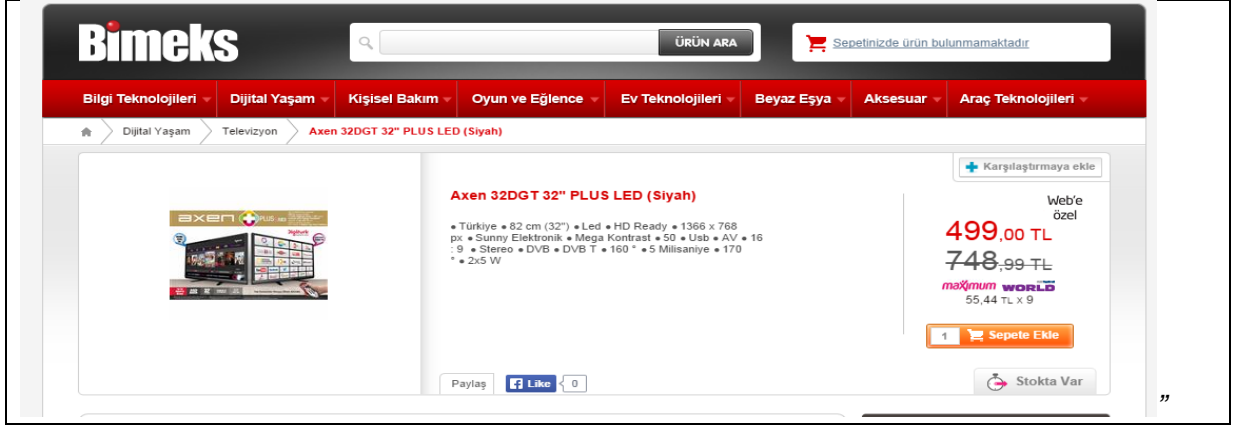 Bimeks
ÜRÜN ARA
Sepetinizde ürün bulunmamaktadır
Bilgi Teknolojileri Dijital Yaşam Kişisel Bakım Oyun ve Eğlence Ev Teknolojileri Beyaz Eşya Aksesuar Araç Teknolojileri
Dijital Yaşam Televizyon Axen 32DGT 32" PLUS LED (Siyah)
Karşılaştırmaya ekle
axen PLUS
Axen 32DGT 32" PLUS LED (Siyah)
• Türkiye • 82 cm (32") • Led • HD Ready • 1366 x 768
px • Sunny Elektronik • Mega Kontrast • 50 • Usb • AV • 16
: 9 • Stereo • DVB • DVB T • 160 ° • 5 Milisaniye • 170
° • 2x5 W
Web'e
özel
499,00 TL
748,99 TL
maximum WORLD
55,44 TL X 9
1 Sepete Ekle
Paylaş Like 0
Stokta Var
”